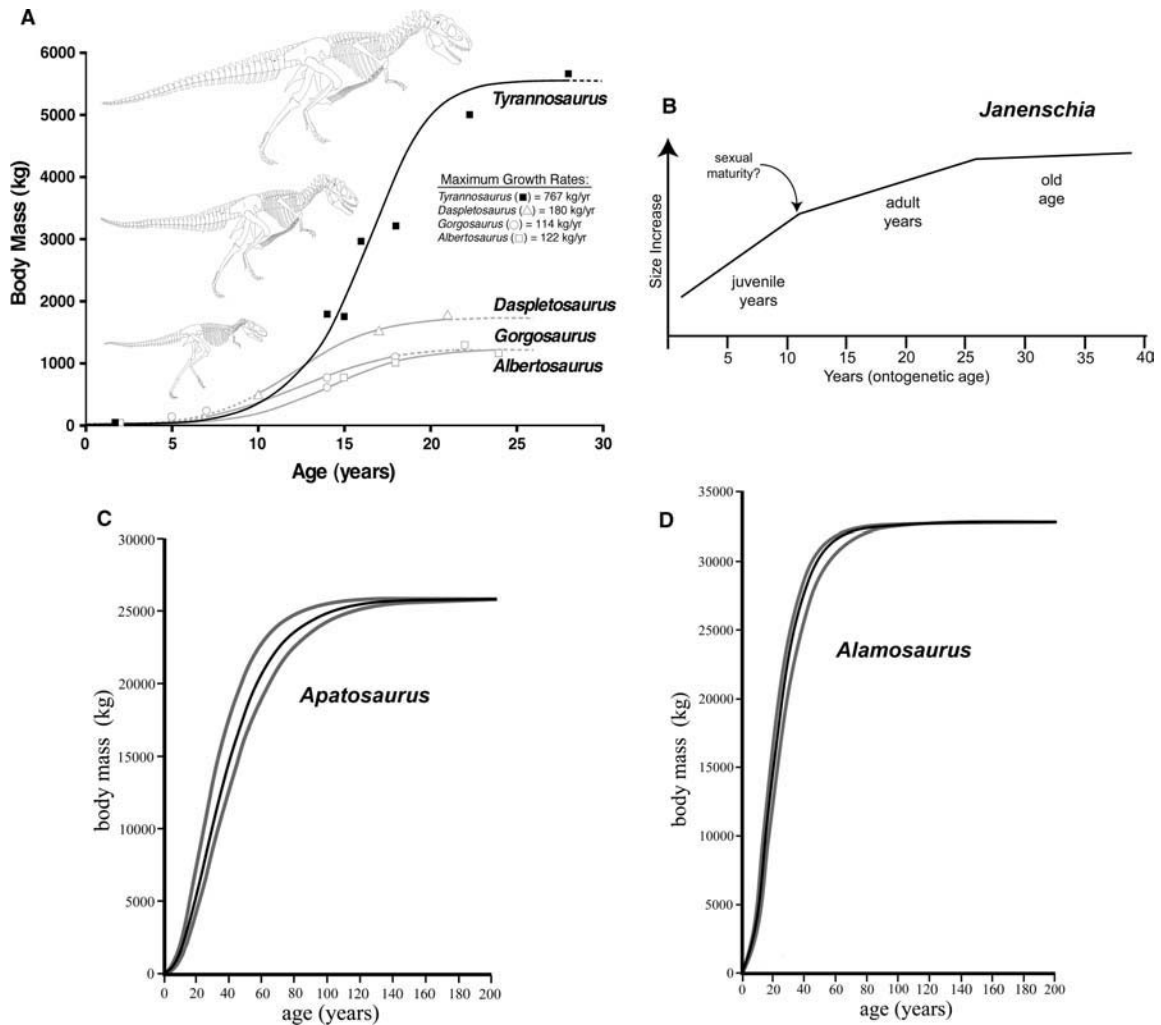 A
6000
5000
4000
3000
2000
1000
0
Body Mass (kg)
0 5 10 15 20 25 30
Age (years)
Tyrannosaurus
Maximum Growth Rates:
Tyrannosaurus (■) = 767 kg/yr
Daspletosaurus (△) = 180 kg/yr
Gorgosaurus (○) = 114 kg/yr
Albertosaurus (□) = 122 kg/yr
Daspletosaurus
Gorgosaurus
Albertosaurus
B
Janenschia
Size Increase
sexual
maturity?
juvenile
years
adult
years
old
age
5 10 15 20 25 30 35 40
Years (ontogenetic age)
C
30000
25000
20000
15000
10000
5000
0
body mass (kg)
Apatosaurus
0 20 40 60 80 100 120 140 160 180 200
age (years)
D
35000
30000
25000
20000
15000
10000
5000
0
body mass (kg)
Alamosaurus
0 20 40 60 80 100 120 140 160 180 200
age (years)